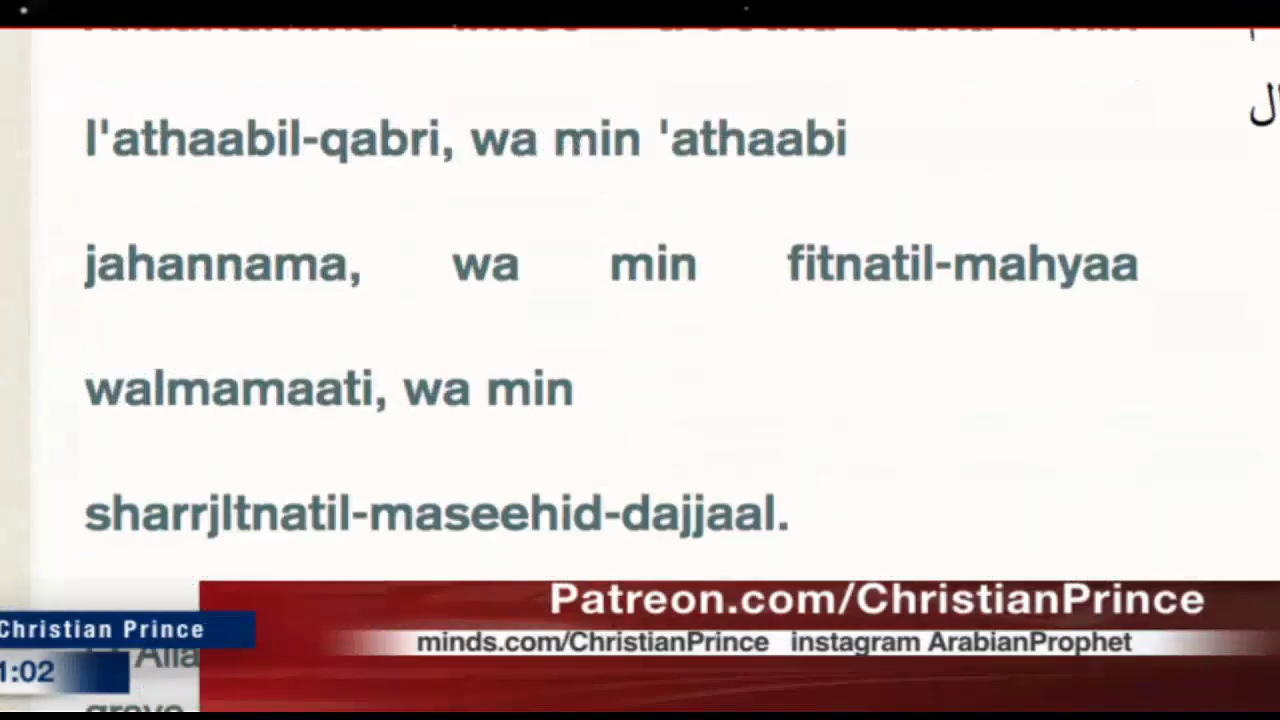 l'athaabil-qabri, wa min 'athaabi
jahannama, wa min fitnatil-mahyaa
walmamaati, wa min
sharrjltnatil-maseehid-dajjaal.
Patreon.com/ChristianPrince
Christian Prince
minds.com/ChristianPrince instagram ArabianProphet
1:02